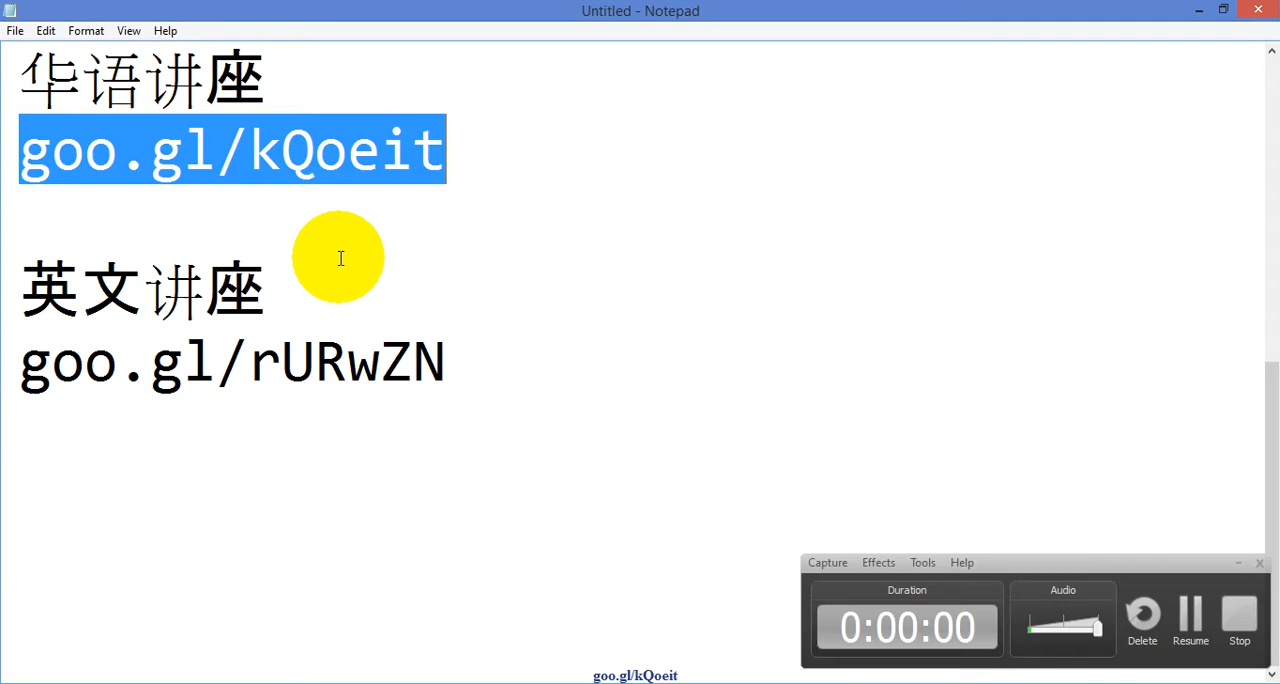 Untitled - Notepad
File Edit Format View Help
华语讲座
goo.gl/kQoeit
英文讲座
goo.gl/rURwZN
Capture Effects Tools Help
Duration Audio
0:00:00
Delete Resume Stop
goo.gl/kQoeit